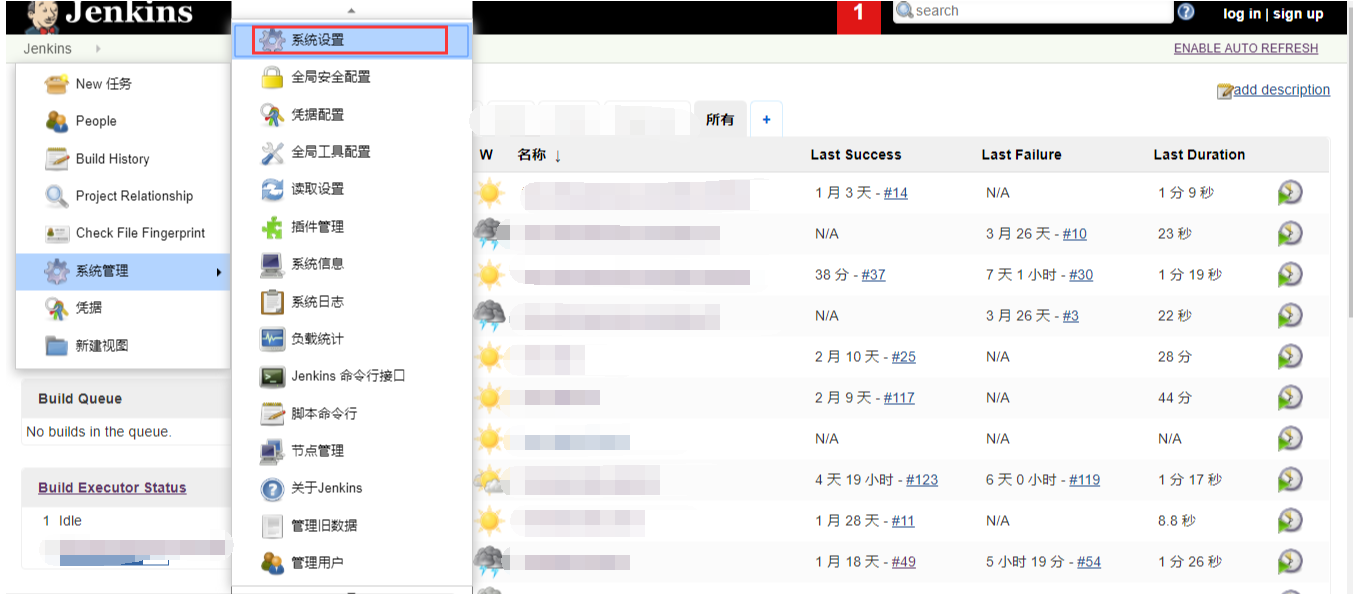 Jenkins
1
search
log in | sign up
Jenkins
ENABLE AUTO REFRESH
New 任务
People
Build History
Project Relationship
Check File Fingerprint
系统管理
凭据
新建视图
Build Queue
No builds in the queue.
Build Executor Status
1 Idle
系统设置
全局安全配置
凭据配置
全局工具配置
读取设置
插件管理
系统信息
系统日志
负载统计
Jenkins 命令行接口
脚本命令行
节点管理
关于Jenkins
管理旧数据
管理用户
add description
所有 +
W 名称 ↓ Last Success Last Failure Last Duration
1 月 3 天 - #14 N/A 1 分 9 秒
N/A 3 月 26 天 - #10 23 秒
38 分 - #37 7 天 1 小时 - #30 1 分 19 秒
N/A 3 月 26 天 - #3 22 秒
2 月 10 天 - #25 N/A 28 分
2 月 9 天 - #117 N/A 44 分
N/A N/A N/A
4 天 19 小时 - #123 6 天 0 小时 - #119 1 分 17 秒
1 月 28 天 - #11 N/A 8.8 秒
1 月 18 天 - #49 5 小时 19 分 - #54 1 分 26 秒